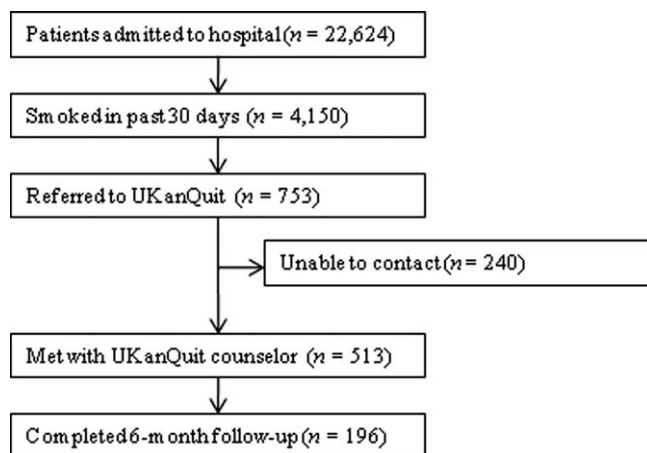 Patients admitted to hospital (n = 22,624)
Smoked in past 30 days (n = 4,150)
Referred to UKanQuit (n = 753)
Unable to contact (n = 240)
Met with UKanQuit counselor (n = 513)
Completed 6-month follow-up (n = 196)